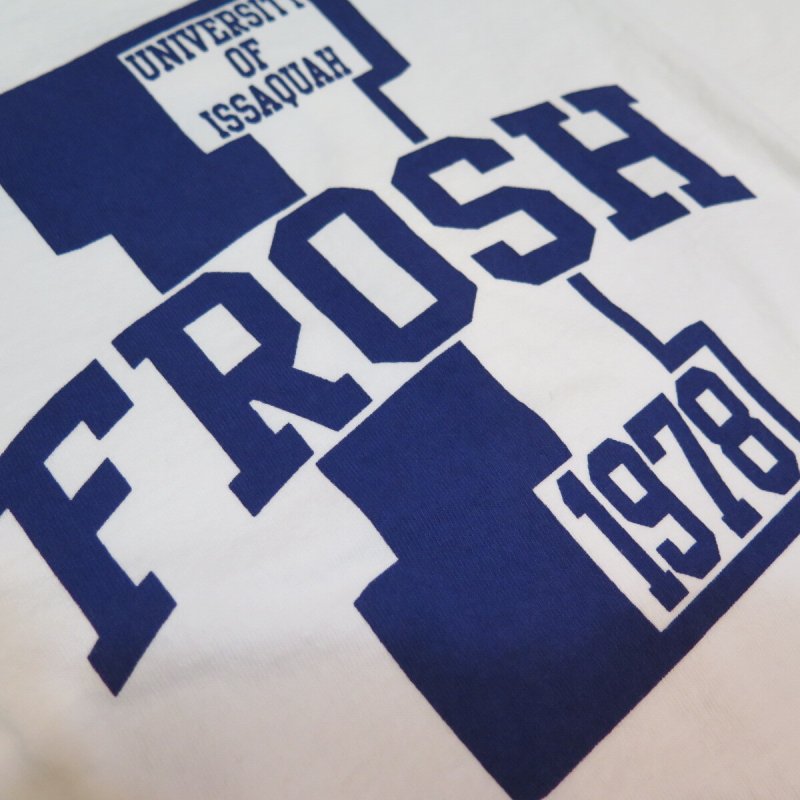 UNIVERSITY
OF
ISSAQUAH
FROSH
1978